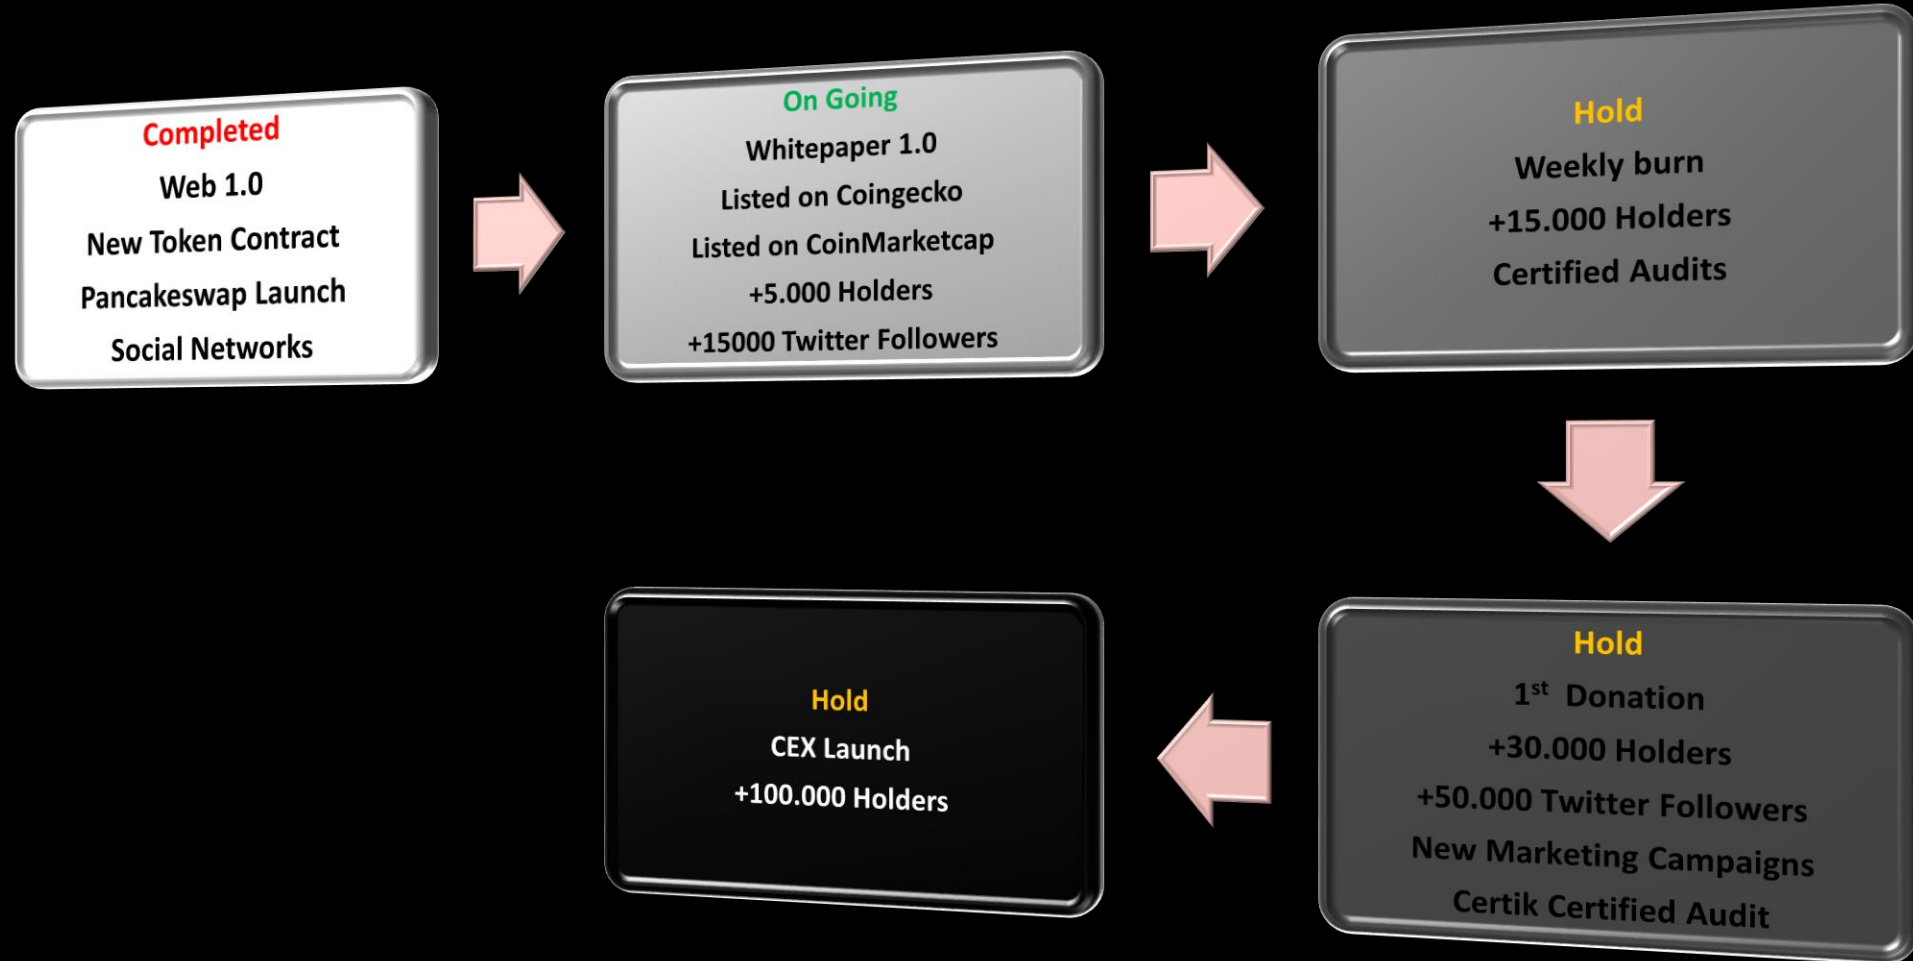 Completed
Web 1.0
New Token Contract
Pancakeswap Launch
Social Networks
On Going
Whitepaper 1.0
Listed on Coingecko
Listed on CoinMarketcap
+5.000 Holders
+15000 Twitter Followers
Hold
Weekly burn
+15.000 Holders
Certified Audits
Hold
1st Donation
+30.000 Holders
+50.000 Twitter Followers
New Marketing Campaigns
Certik Certified Audit
Hold
CEX Launch
+100.000 Holders